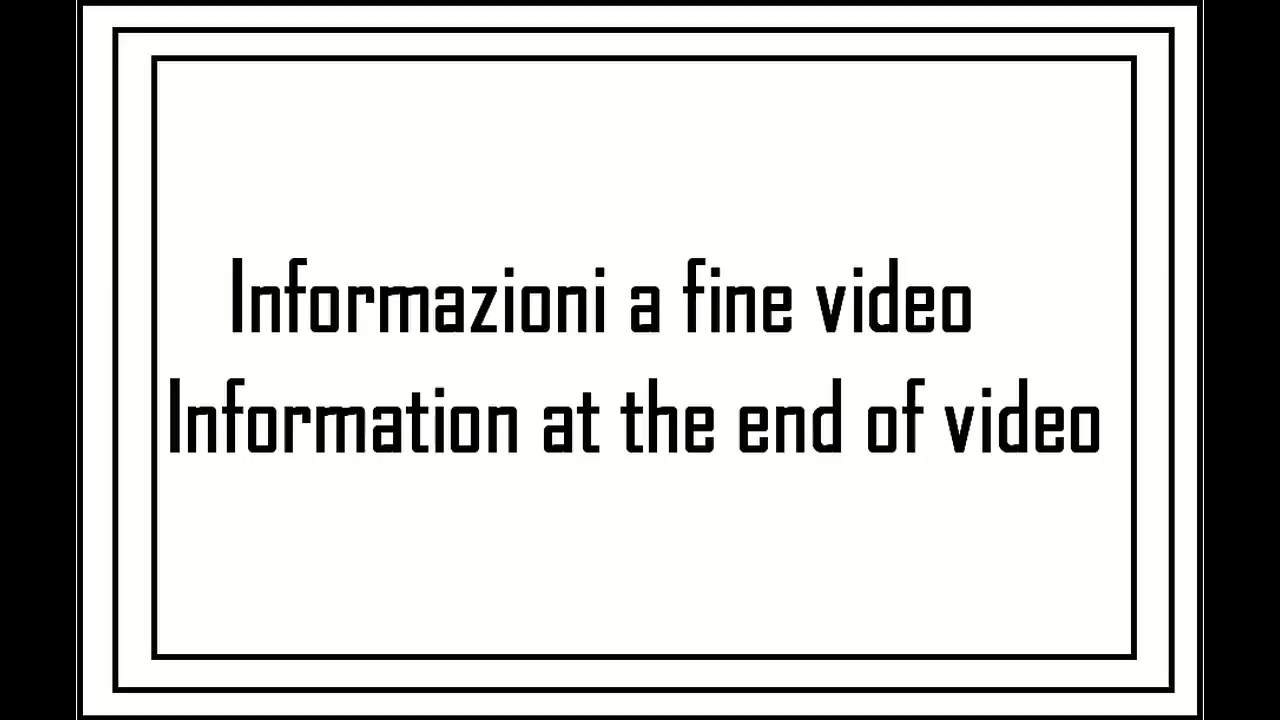 Informazioni a fine video
Information at the end of video